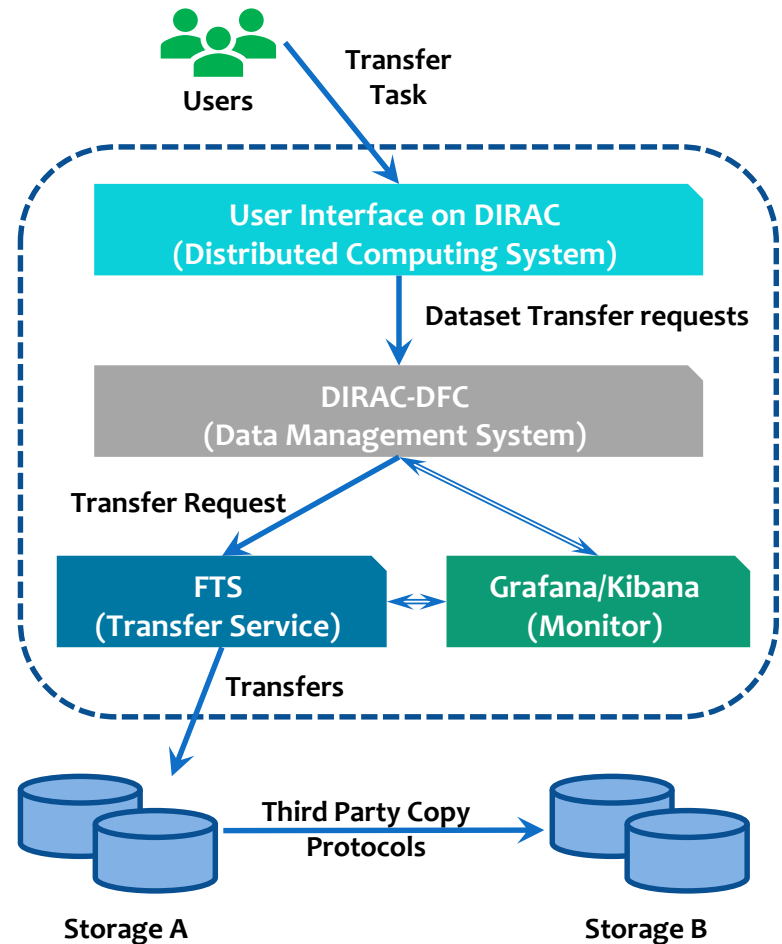 Users
Transfer
Task
User Interface on DIRAC
(Distributed Computing System)
Dataset Transfer requests
DIRAC-DFC
(Data Management System)
Transfer Request
FTS
(Transfer Service)
Grafana/Kibana
(Monitor)
Transfers
Third Party Copy
Protocols
Storage A
Storage B